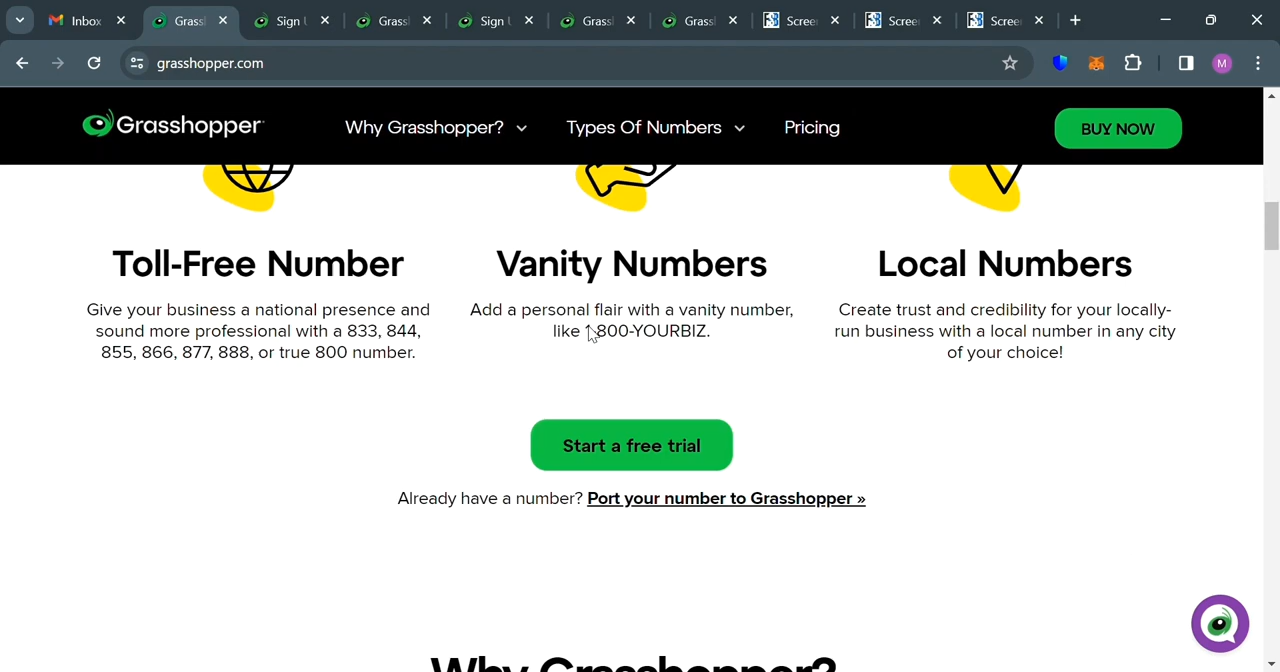 Inbox
Grassl
Sign U
Grassl
Sign U
Grassl
Grassl
Scree
Scree
Scree
grasshopper.com
M
Grasshopper
Why Grasshopper?
Types Of Numbers
Pricing
BUY NOW
Toll-Free Number
Give your business a national presence and
sound more professional with a 833, 844,
855, 866, 877, 888, or true 800 number.
Vanity Numbers
Add a personal flair with a vanity number,
like 1-800-YOURBIZ.
Local Numbers
Create trust and credibility for your locally-
run business with a local number in any city
of your choice!
Start a free trial
Already have a number? Port your number to Grasshopper »
Why Grasshopper?